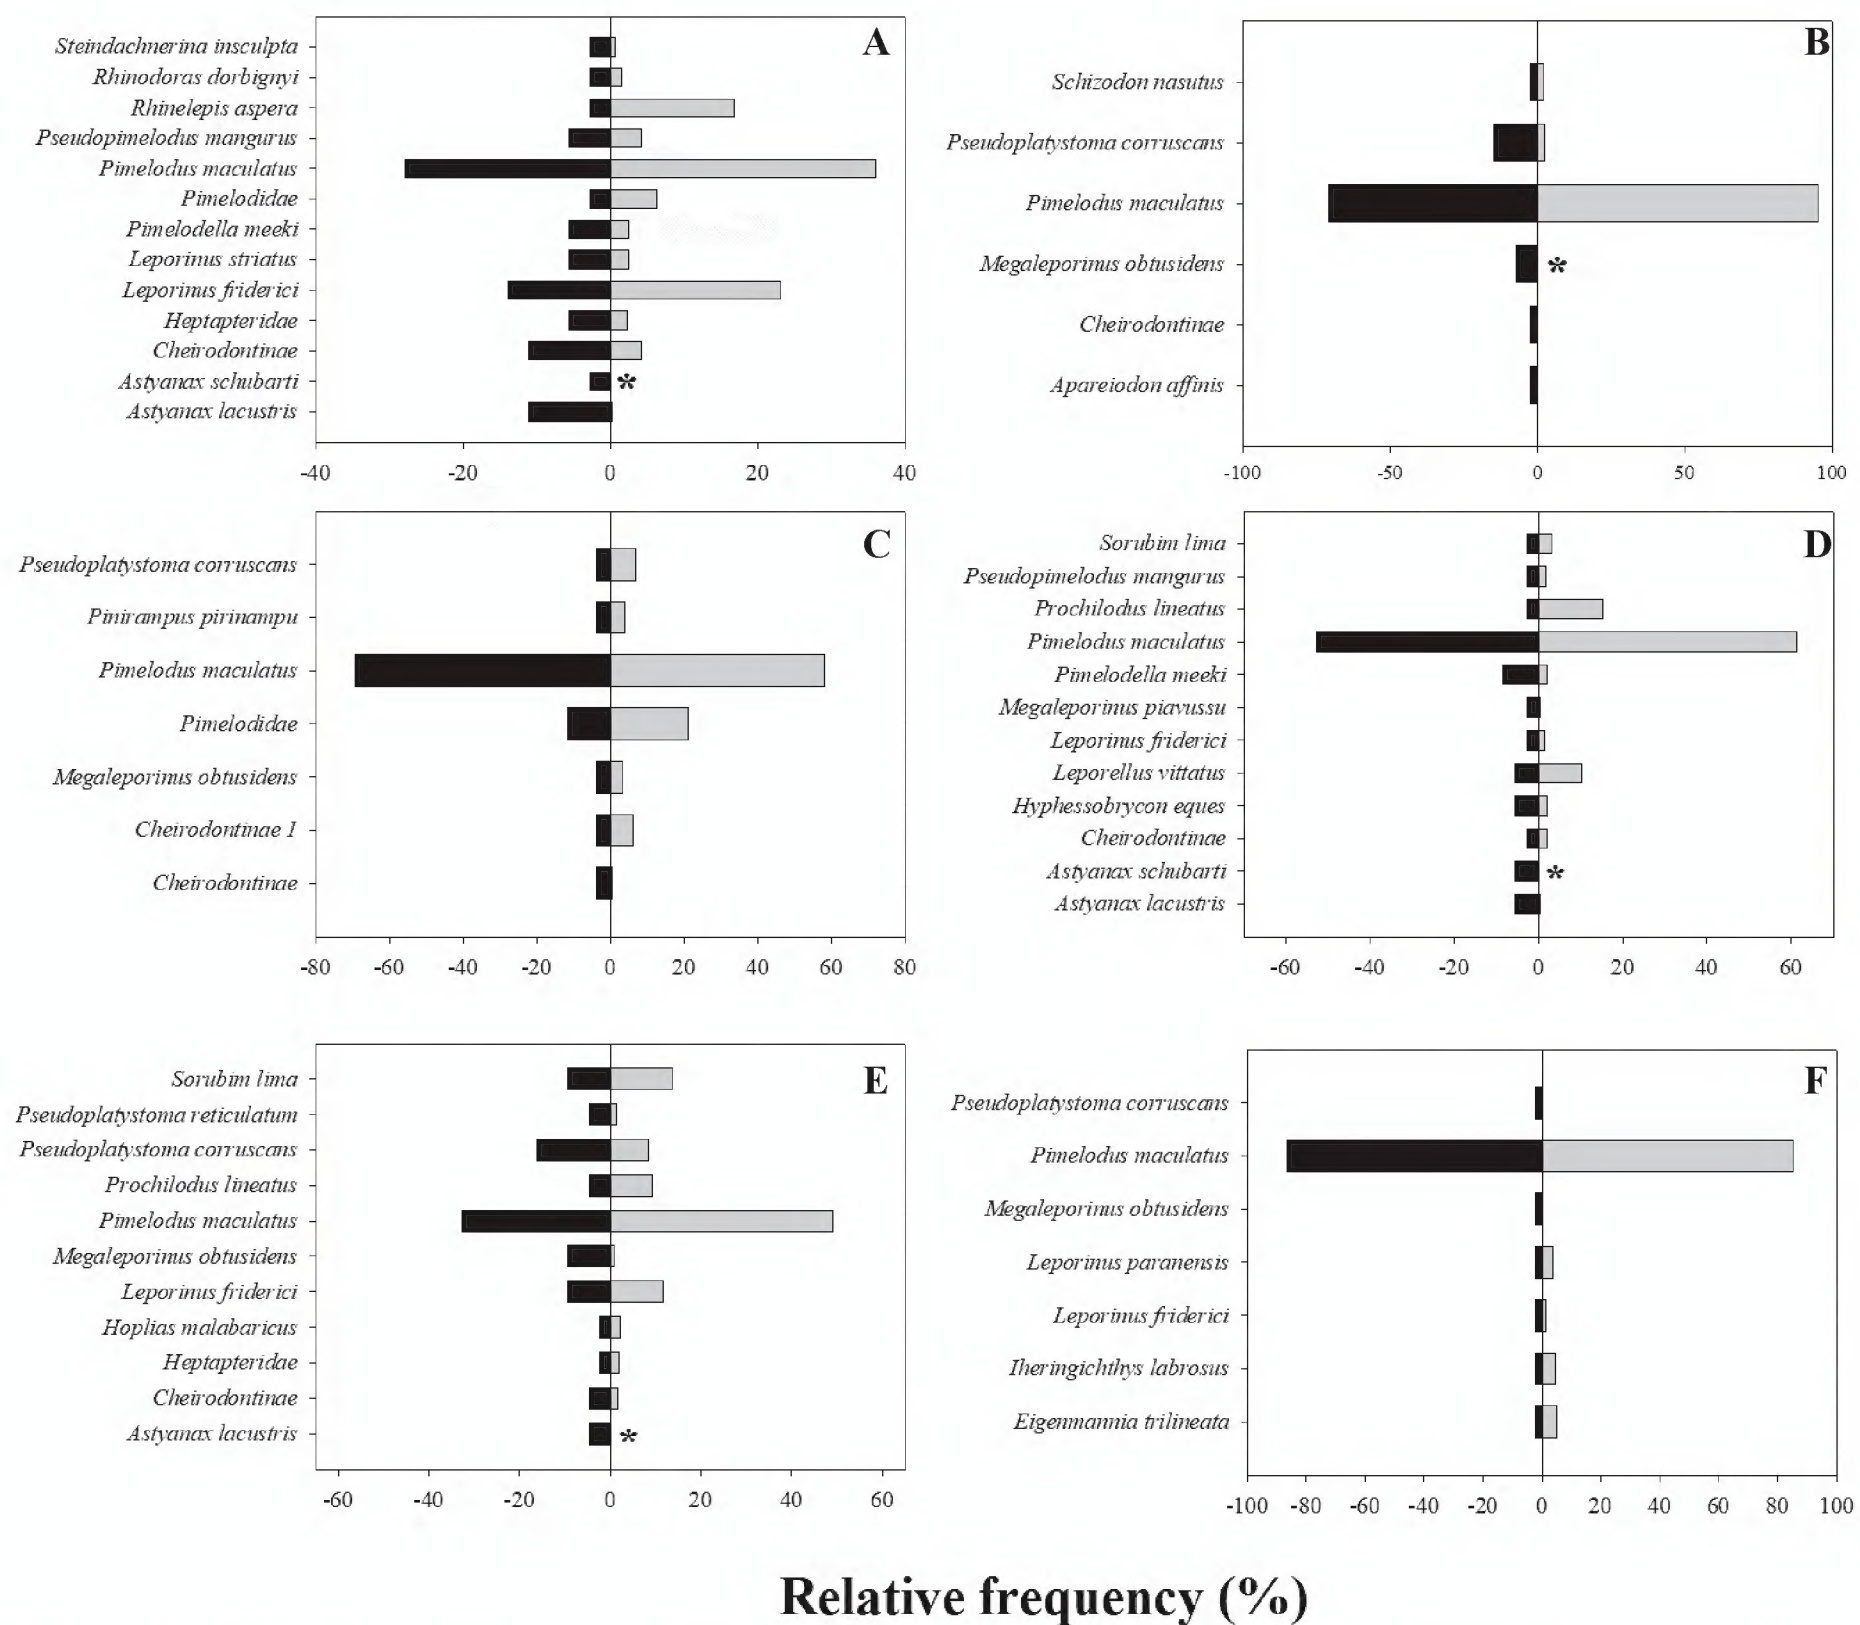 A
Steindachnerina insculpta
Rhinodoras dorbignyi
Rhinelepis aspera
Pseudopimelodus mangurus
Pimelodus maculatus
Pimelodidae
Pimelodella meeki
Leporinus striatus
Leporinus friderici
Heptapteridae
Cheirodontinae
Astyanax schubarti *
Astyanax lacustris
-40 -20 0 20 40
B
Schizodon nasutus
Pseudoplatystoma corruscans
Pimelodus maculatus
Megaleporinus obtusidens *
Cheirodontinae
Apareiodon affinis
-100 -50 0 50 100
C
Pseudoplatystoma corruscans
Pinirampus pirinampu
Pimelodus maculatus
Pimelodidae
Megaleporinus obtusidens
Cheirodontinae 1
Cheirodontinae
-80 -60 -40 -20 0 20 40 60 80
D
Sorubim lima
Pseudopimelodus mangurus
Prochilodus lineatus
Pimelodus maculatus
Pimelodella meeki
Megaleporinus piavussu
Leporinus friderici
Leporellus vittatus
Hyphessobrycon eques
Cheirodontinae
Astyanax schubarti *
Astyanax lacustris
-60 -40 -20 0 20 40 60
E
Sorubim lima
Pseudoplatystoma reticulatum
Pseudoplatystoma corruscans
Prochilodus lineatus
Pimelodus maculatus
Megaleporinus obtusidens
Leporinus friderici
Hoplias malabaricus
Heptapteridae
Cheirodontinae
Astyanax lacustris *
-60 -40 -20 0 20 40 60
F
Pseudoplatystoma corruscans
Pimelodus maculatus
Megaleporinus obtusidens
Leporinus paranensis
Leporinus friderici
Iheringichthys labrosus
Eigenmannia trilineata
-100 -80 -60 -40 -20 0 20 40 60 80 100
Relative frequency (%)